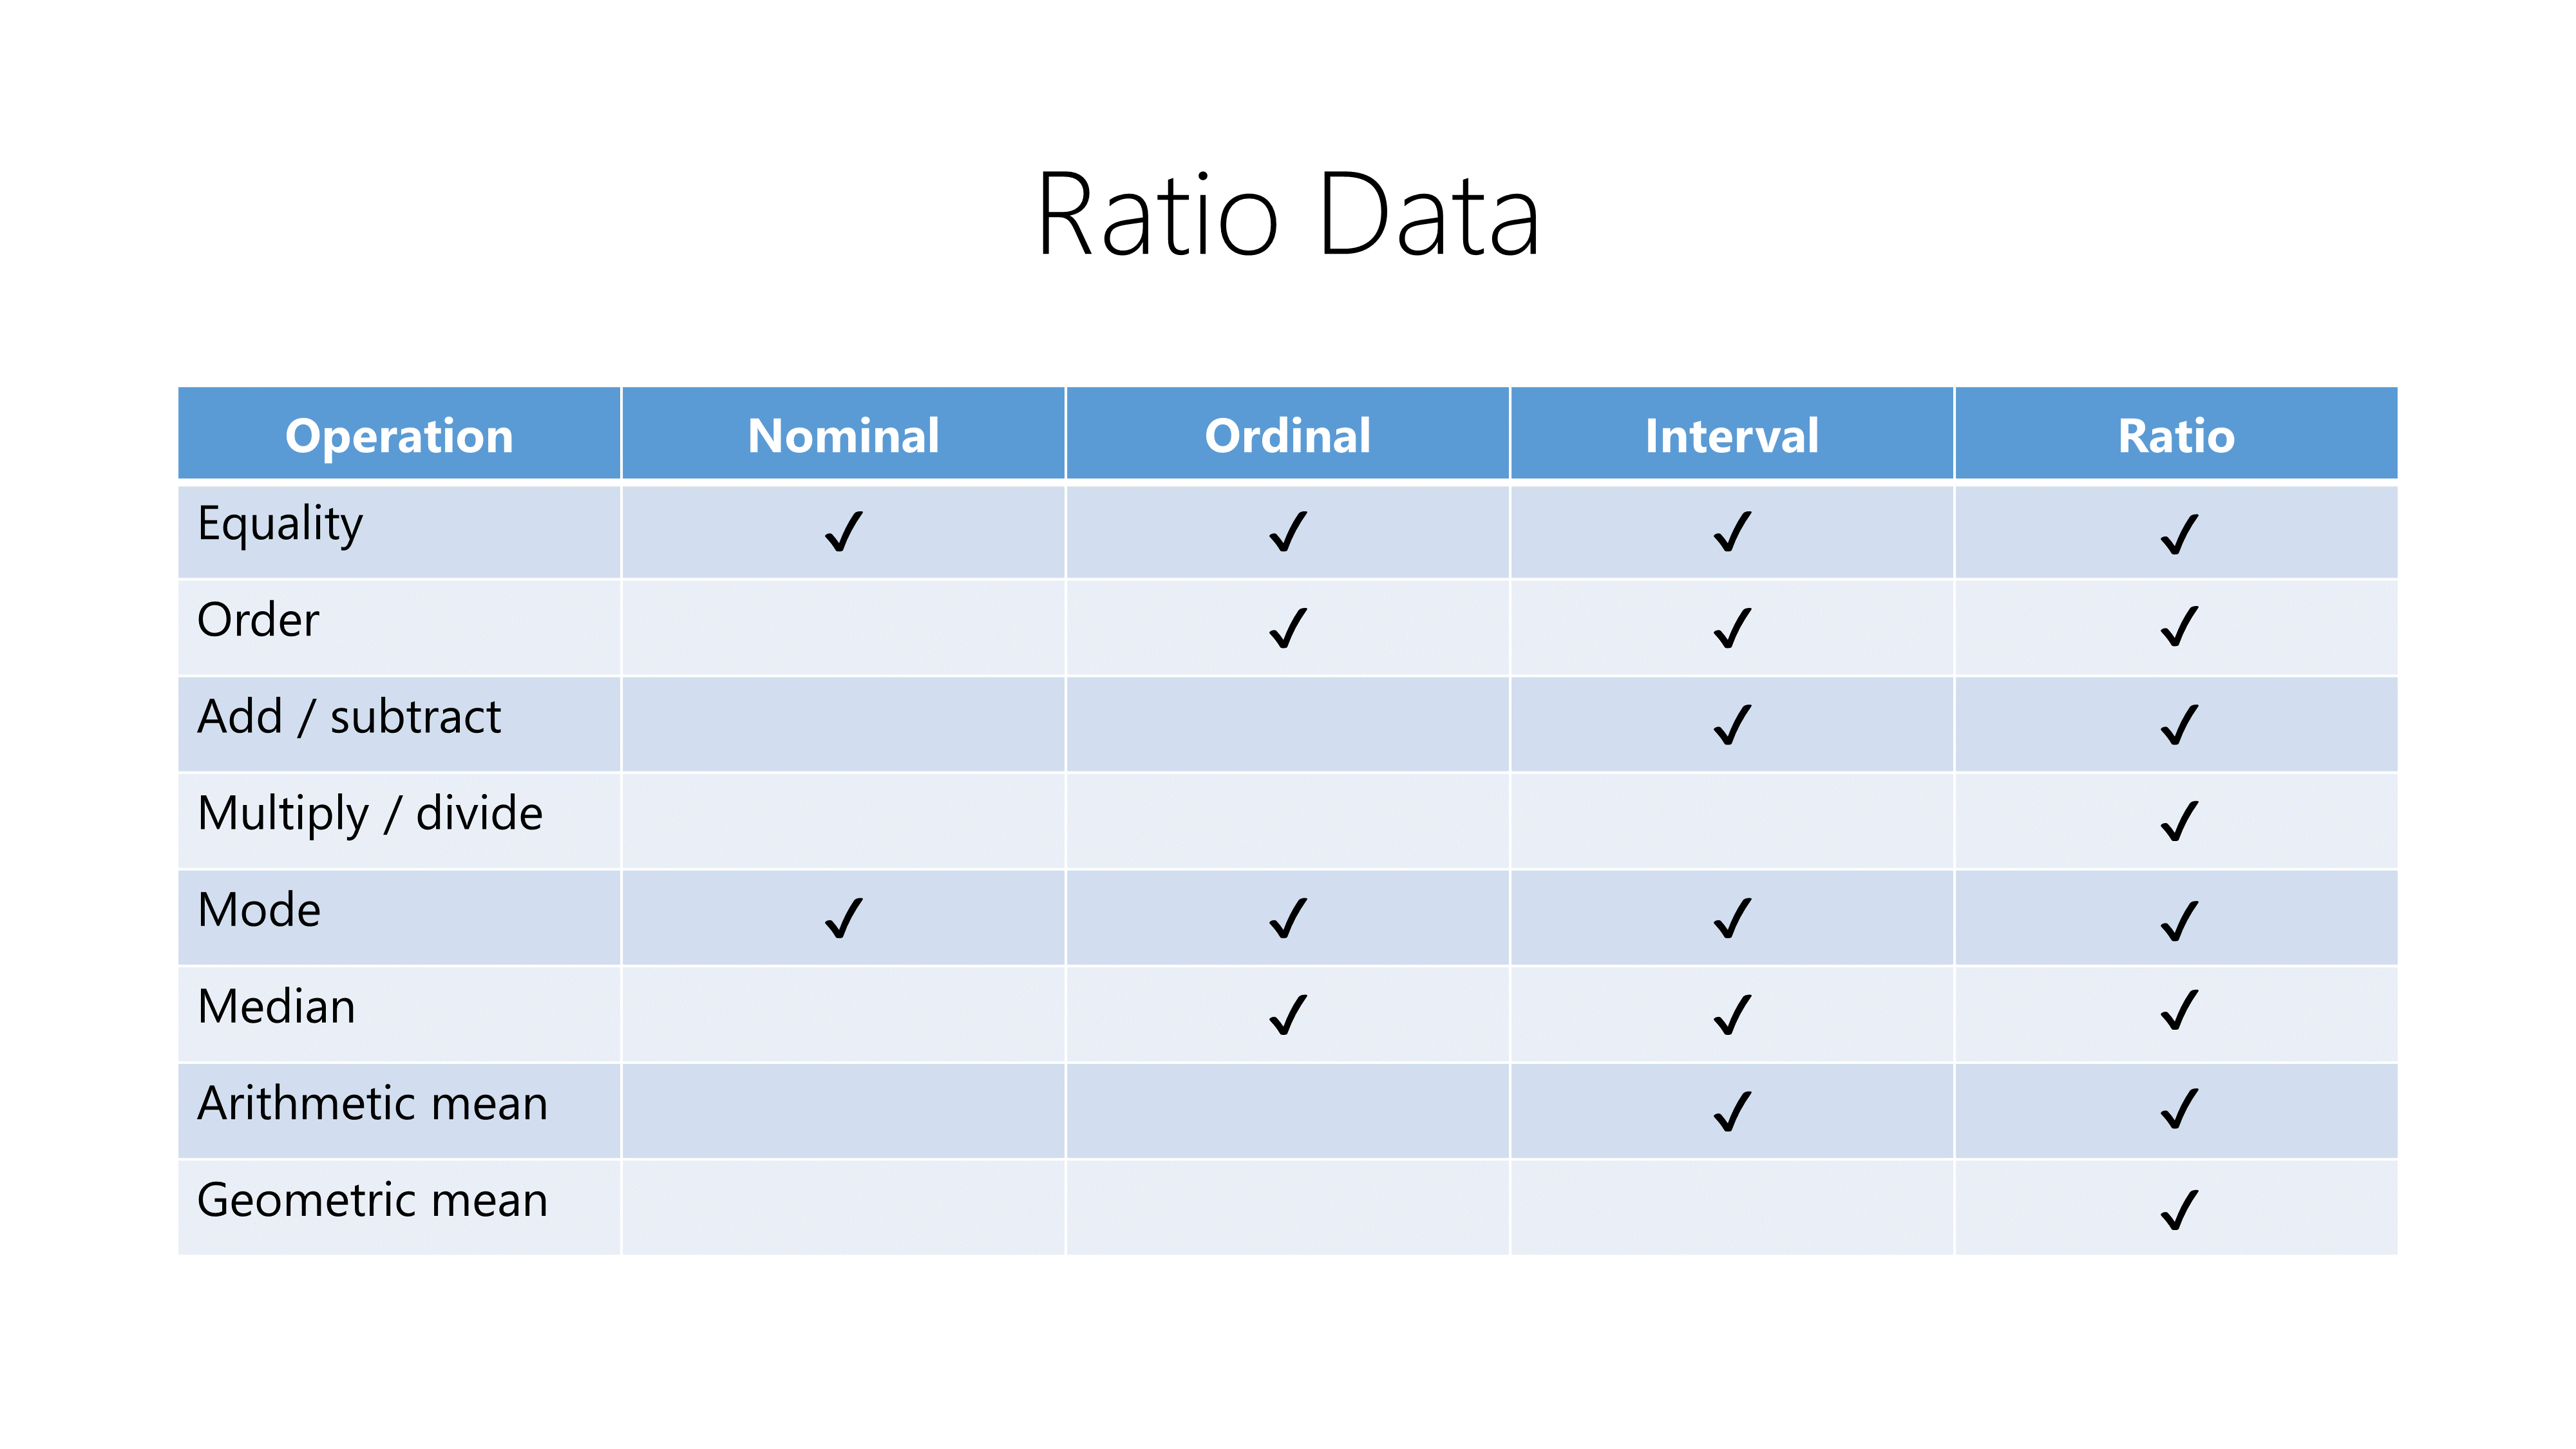 Ratio Data
Operation Nominal Ordinal Interval Ratio
Equality ✓ ✓ ✓ ✓
Order ✓ ✓ ✓
Add / subtract ✓ ✓
Multiply / divide ✓
Mode ✓ ✓ ✓ ✓
Median ✓ ✓ ✓
Arithmetic mean ✓ ✓
Geometric mean ✓